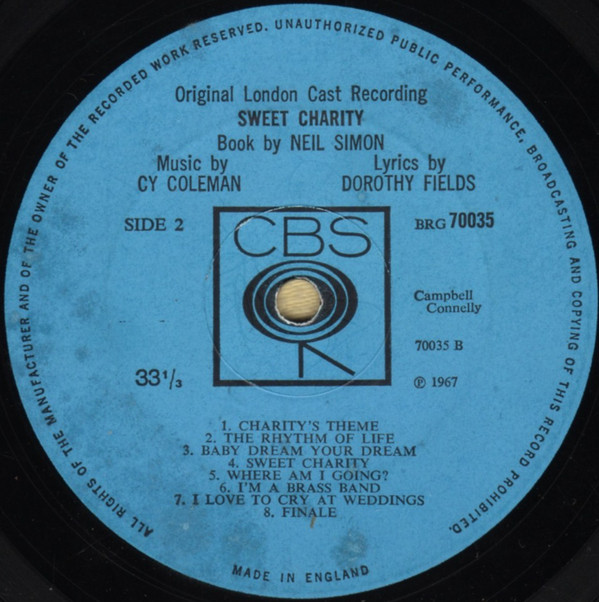 ALL RIGHTS OF THE MANUFACTURER AND OF THE OWNER OF THE RECORDED WORK RESERVED. UNAUTHORIZED PUBLIC PERFORMANCE, BROADCASTING AND COPYING OF THIS RECORD PROHIBITED.
Original London Cast Recording
SWEET CHARITY
Book by NEIL SIMON
Music by
CY COLEMAN
Lyrics by
DOROTHY FIELDS
SIDE 2
CBS
BRG 70035
Campbell
Connelly
70035 B
33 1/3
℗ 1967
1. CHARITY'S THEME
2. THE RHYTHM OF LIFE
3. BABY DREAM YOUR DREAM
4. SWEET CHARITY
5. WHERE AM I GOING?
6. I'M A BRASS BAND
7. I LOVE TO CRY AT WEDDINGS
8. FINALE
MADE IN ENGLAND